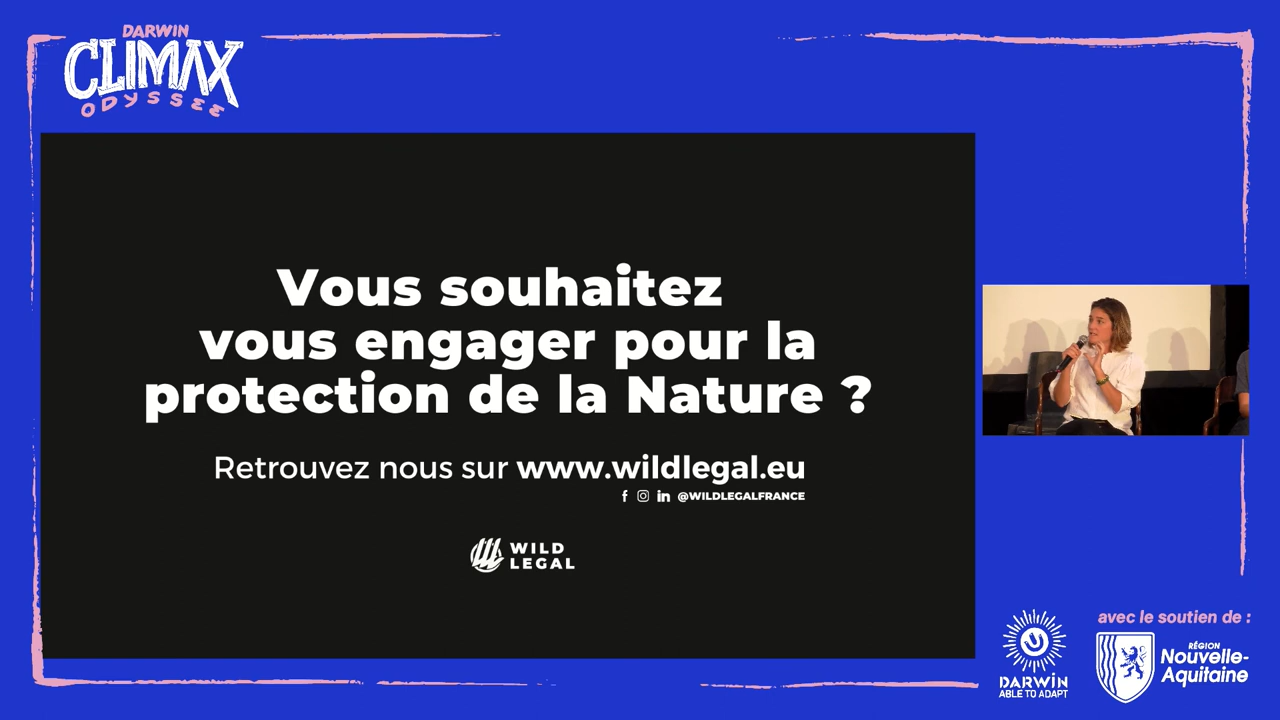 DARWIN
CLIMAX
ODYSSEE
Vous souhaitez
vous engager pour la
protection de la Nature ?
Retrouvez nous sur www.wildlegal.eu
@WILDLEGALFRANCE
WILD
LEGAL
avec le soutien de :
DARWIN
ABLE TO ADAPT
RÉGION
Nouvelle-
Aquitaine